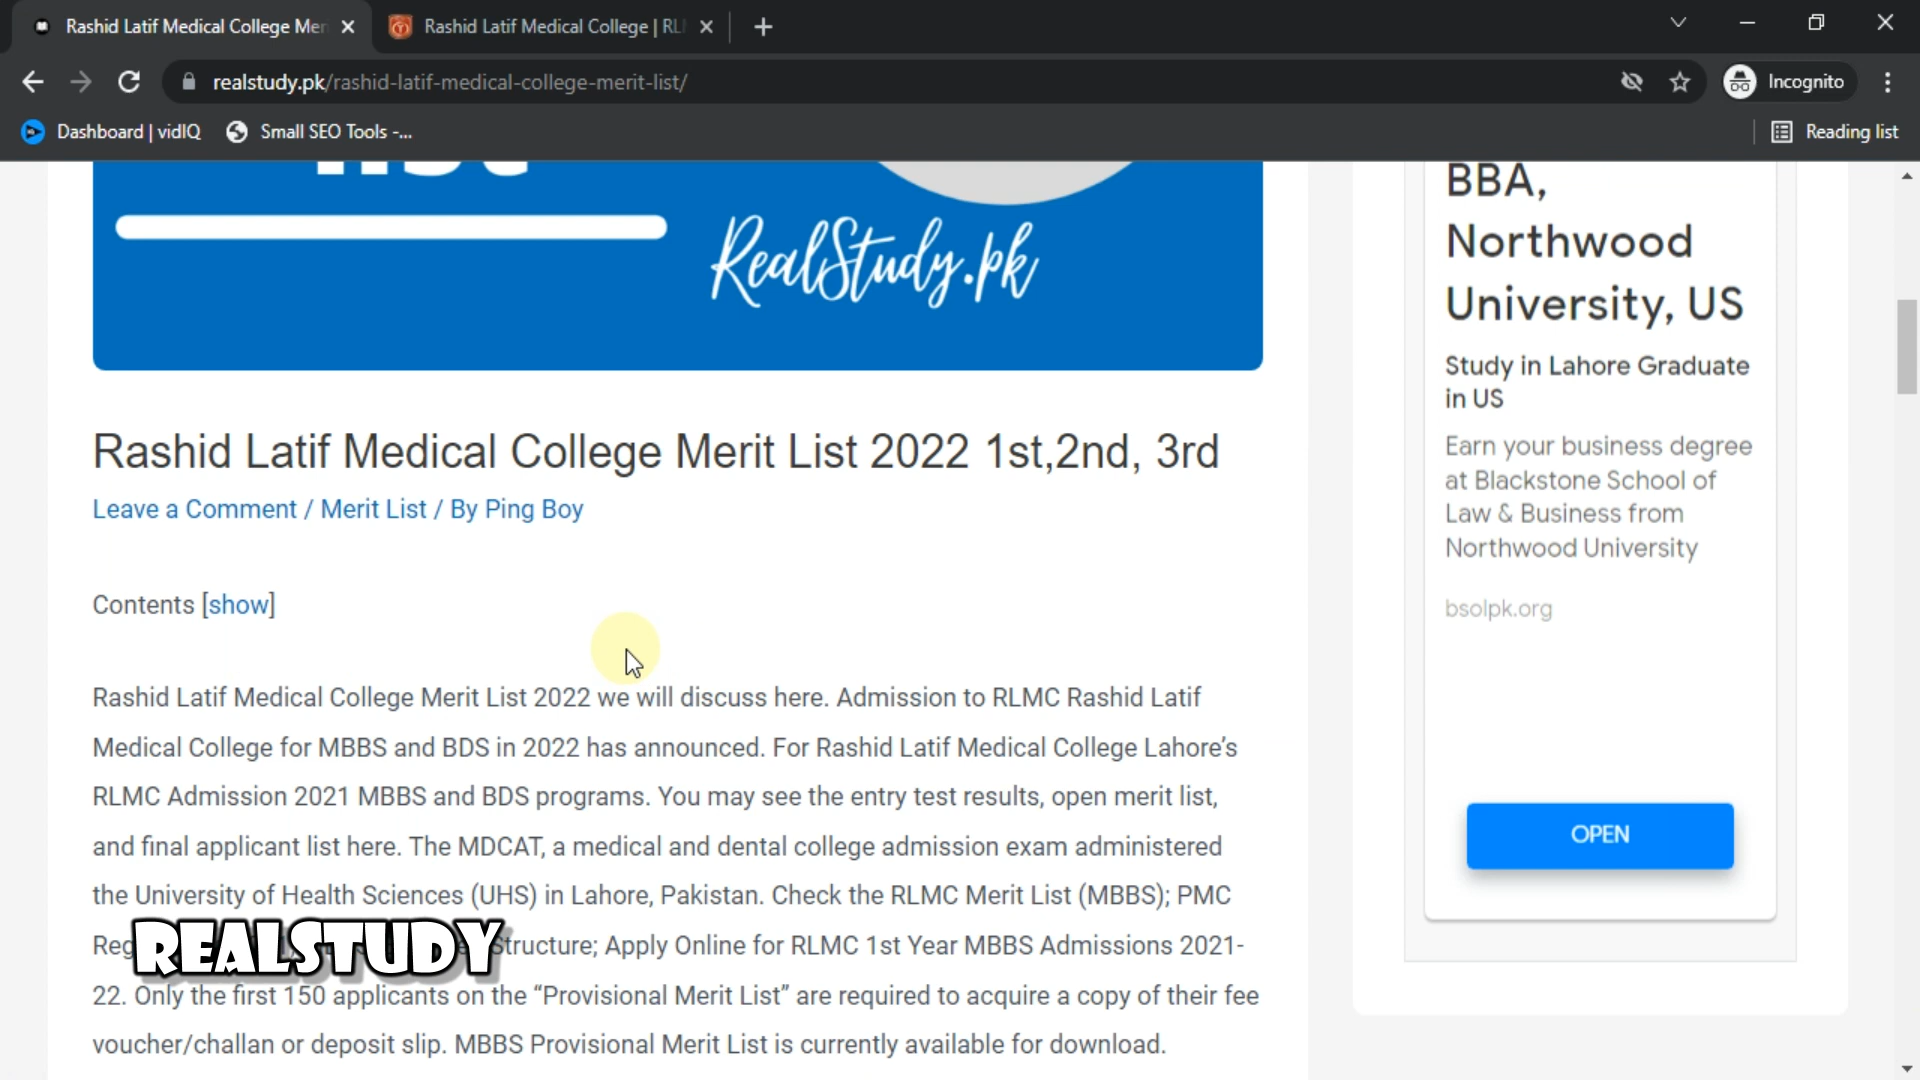 Rashid Latif Medical College Mer
Rashid Latif Medical College | RL
realstudy.pk/rashid-latif-medical-college-merit-list/
Incognito
Dashboard | vidIQ
Small SEO Tools -...
Reading list
RealStudy.pk
Rashid Latif Medical College Merit List 2022 1st,2nd, 3rd
Leave a Comment / Merit List / By Ping Boy
Contents [show]
Rashid Latif Medical College Merit List 2022 we will discuss here. Admission to RLMC Rashid Latif
Medical College for MBBS and BDS in 2022 has announced. For Rashid Latif Medical College Lahore's
RLMC Admission 2021 MBBS and BDS programs. You may see the entry test results, open merit list,
and final applicant list here. The MDCAT, a medical and dental college admission exam administered
the University of Health Sciences (UHS) in Lahore, Pakistan. Check the RLMC Merit List (MBBS); PMC
Structure; Apply Online for RLMC 1st Year MBBS Admissions 2021-
22. Only the first 150 applicants on the “Provisional Merit List” are required to acquire a copy of their fee
voucher/challan or deposit slip. MBBS Provisional Merit List is currently available for download.
REALSTUDY
BBA,
Northwood
University, US
Study in Lahore Graduate
in US
Earn your business degree
at Blackstone School of
Law & Business from
Northwood University
bsolpk.org
OPEN